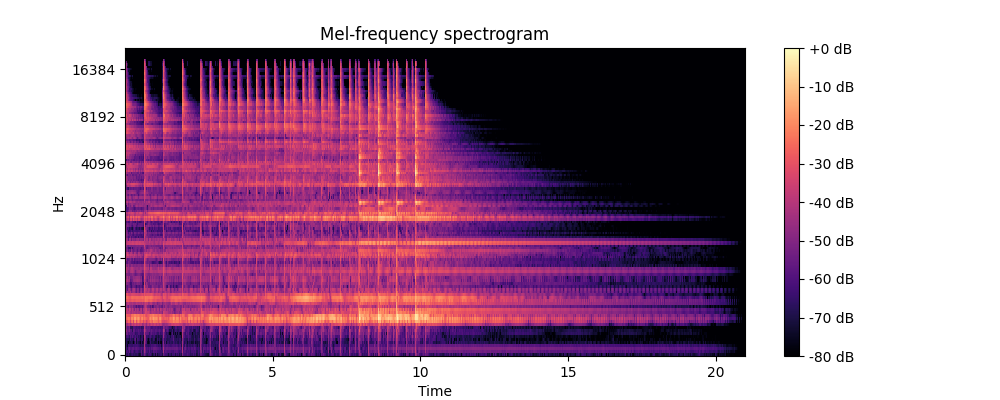 Mel-frequency spectrogram
Hz
16384
8192
4096
2048
1024
512
0
0 5 10 15 20
Time
+0 dB
-10 dB
-20 dB
-30 dB
-40 dB
-50 dB
-60 dB
-70 dB
-80 dB